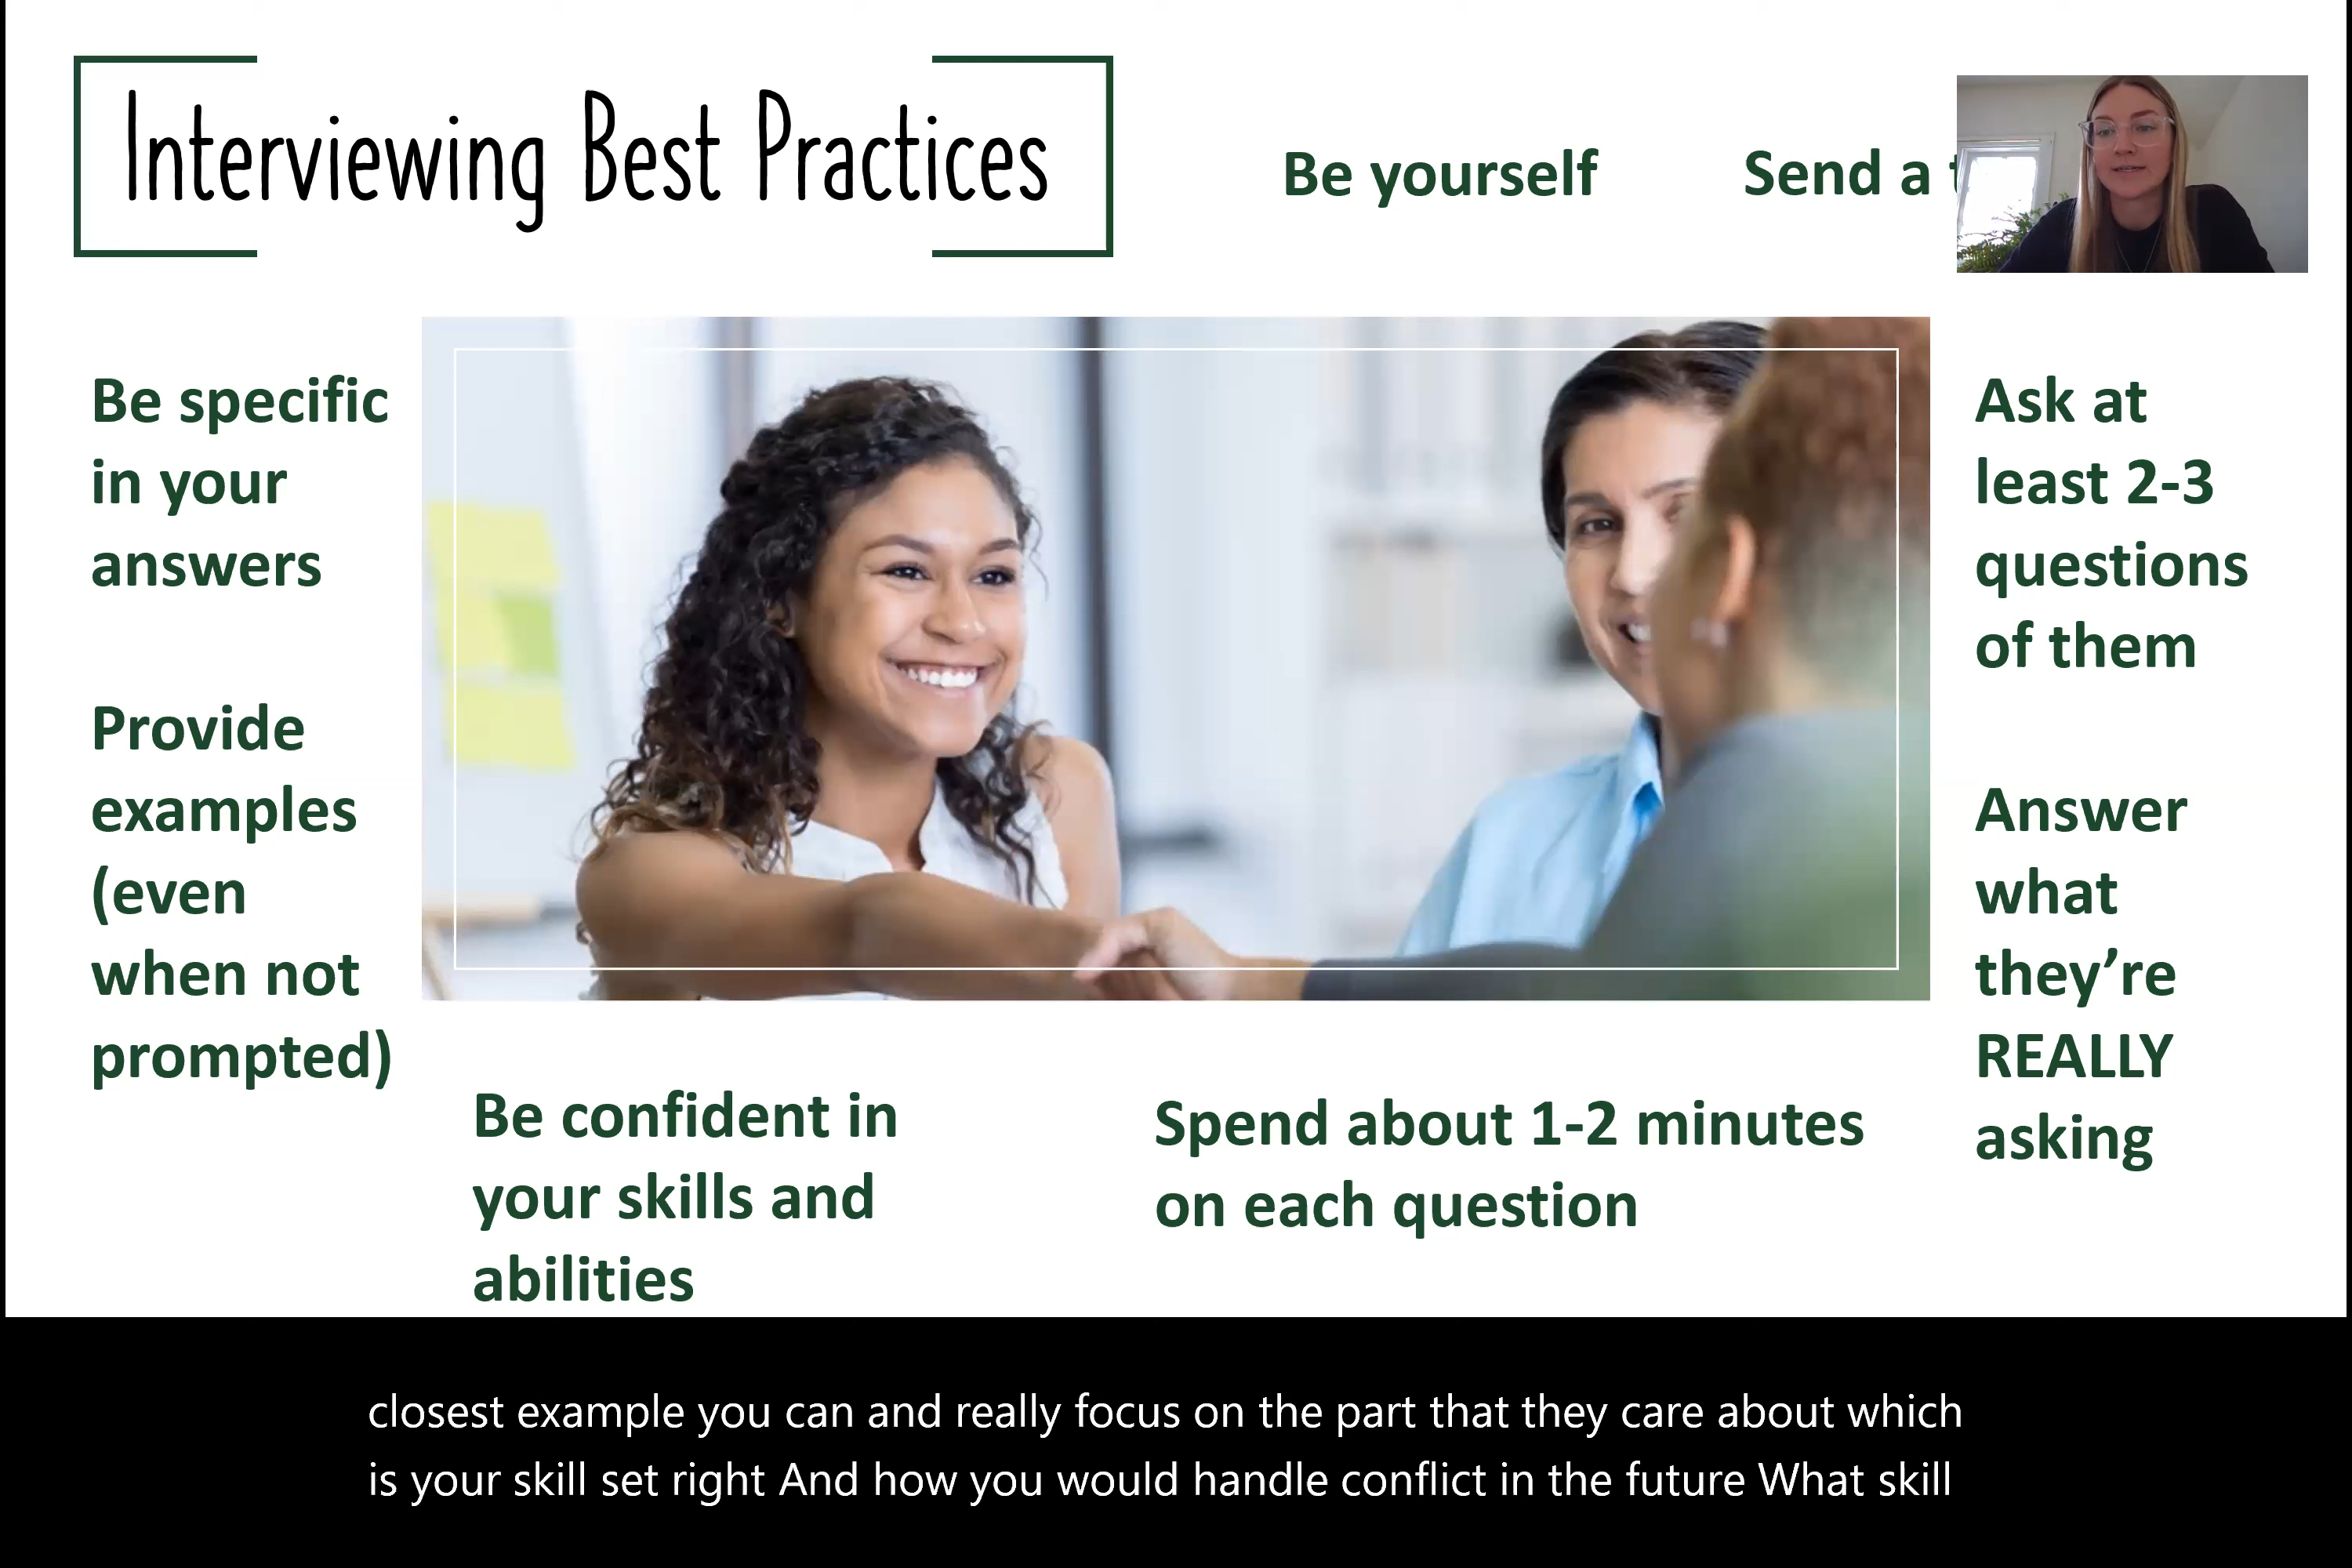 Interviewing Best Practices
Be yourself
Send a
Be specific
in your
answers
Provide
examples
(even
when not
prompted)
Ask at
least 2-3
questions
of them
Answer
what
they’re
REALLY
asking
Be confident in
your skills and
abilities
Spend about 1-2 minutes
on each question
closest example you can and really focus on the part that they care about which
is your skill set right And how you would handle conflict in the future What skill